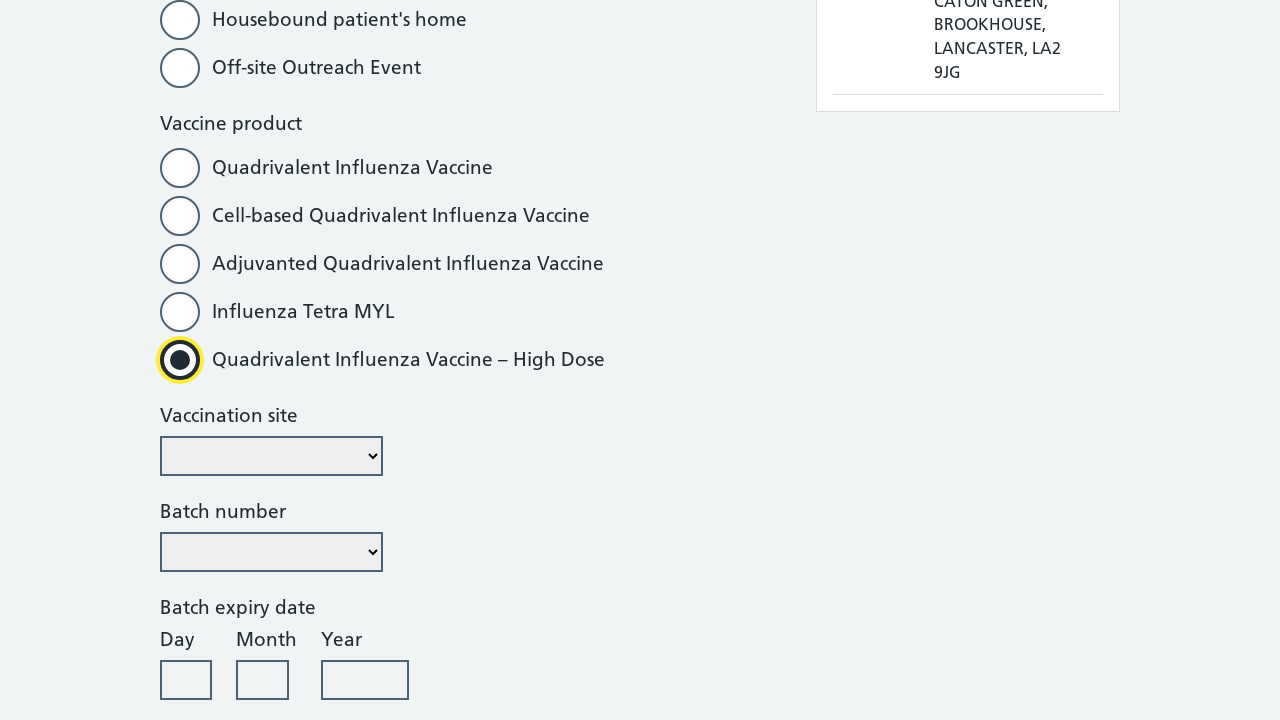 Housebound patient's home
Off-site Outreach Event
CATON GREEN,
BROOKHOUSE,
LANCASTER, LA2
9JG
Vaccine product
Quadrivalent Influenza Vaccine
Cell-based Quadrivalent Influenza Vaccine
Adjuvanted Quadrivalent Influenza Vaccine
Influenza Tetra MYL
Quadrivalent Influenza Vaccine – High Dose
Vaccination site
Batch number
Batch expiry date
Day Month Year